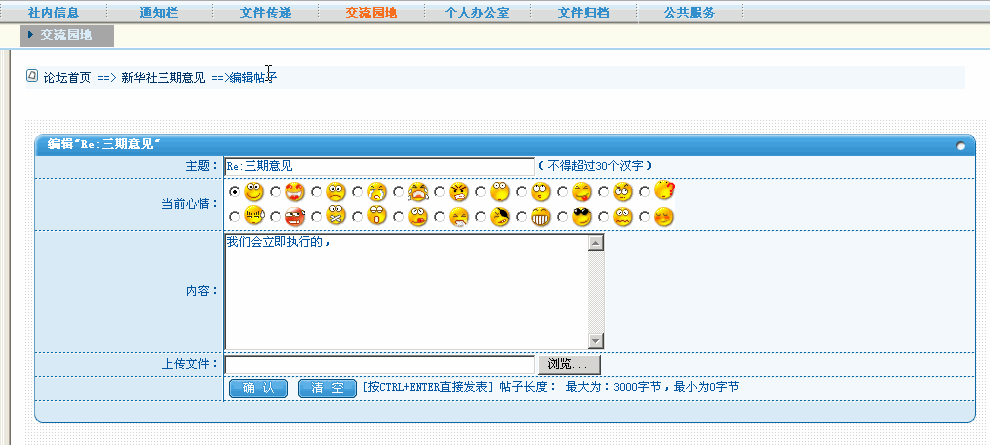 社内信息 通知栏 文件传递 交流园地 个人办公室 文件归档 公共服务
交流园地
论坛首页 ==> 新华社三期意见 ==>编辑帖子
编辑"Re:三期意见"
主题： Re:三期意见 （不得超过30个汉字）
当前心情：
我们会立即执行的，
内容：
上传文件： 浏览...
确 认 清 空 [按CTRL+ENTER直接发表] 帖子长度： 最大为：3000字节，最小为0字节